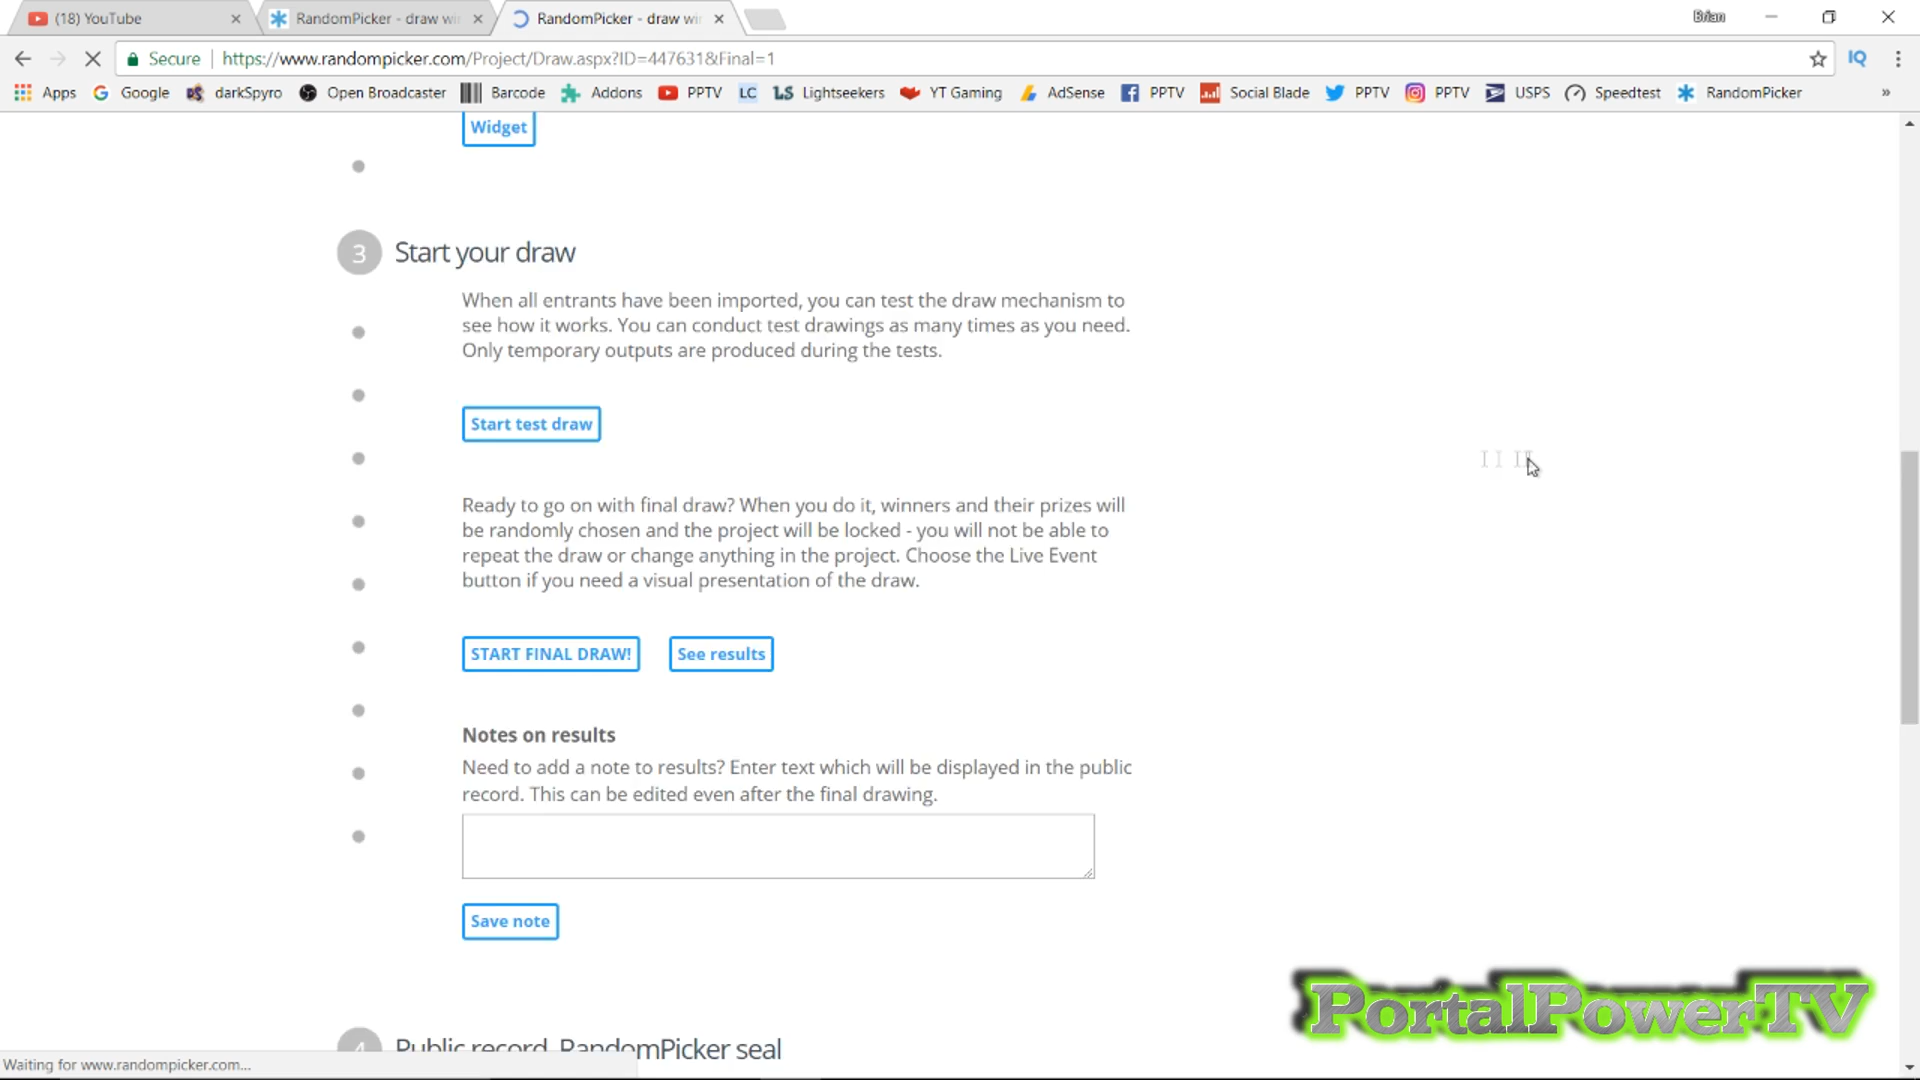 (18) YouTube
RandomPicker - draw wi
RandomPicker - draw wi
Brian
Secure
https://www.randompicker.com/Project/Draw.aspx?ID=447631&Final=1
IQ
Apps Google darkSpyro Open Broadcaster Barcode Addons PPTV LC LS Lightseekers YT Gaming AdSense PPTV Social Blade PPTV PPTV USPS Speedtest RandomPicker »
Widget
3 Start your draw
When all entrants have been imported, you can test the draw mechanism to
see how it works. You can conduct test drawings as many times as you need.
Only temporary outputs are produced during the tests.
Start test draw
Ready to go on with final draw? When you do it, winners and their prizes will
be randomly chosen and the project will be locked - you will not be able to
repeat the draw or change anything in the project. Choose the Live Event
button if you need a visual presentation of the draw.
START FINAL DRAW! See results
Notes on results
Need to add a note to results? Enter text which will be displayed in the public
record. This can be edited even after the final drawing.
Save note
PortalPowerTV
4 Public record, RandomPicker seal
Waiting for www.randompicker.com...